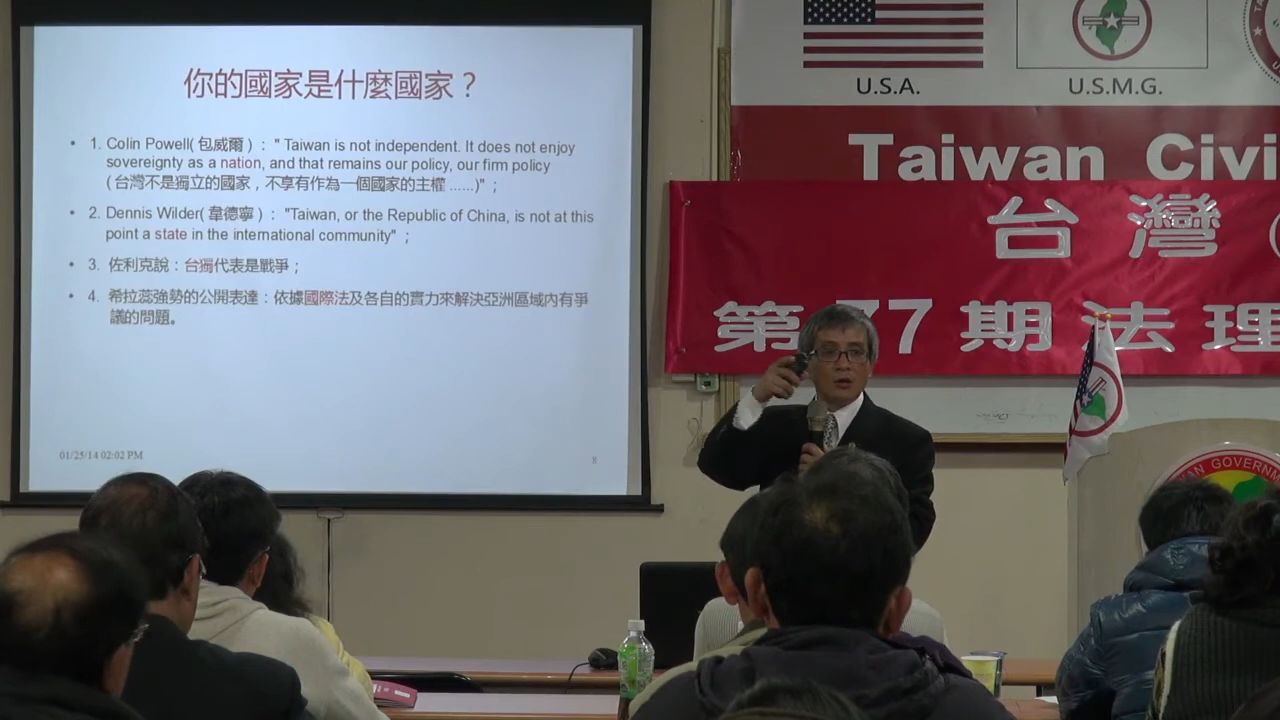 你的國家是什麼國家？
• 1. Colin Powell( 包威爾 ) ： " Taiwan is not independent. It does not enjoy
sovereignty as a nation, and that remains our policy, our firm policy
( 台灣不是獨立的國家，不享有作為一個國家的主權 ......)" ；
• 2. Dennis Wilder( 韋德寧 ) ： "Taiwan, or the Republic of China, is not at this
point a state in the international community" ；
• 3. 佐利克說：台獨代表是戰爭；
• 4. 希拉蕊強勢的公開表達：依據國際法及各自的實力來解決亞洲區域內有爭
議的問題。
01/25/14 02:02 PM
8
U.S.A.
U.S.M.G.
Taiwan Civi
台灣
第77期法理
GOVERNM